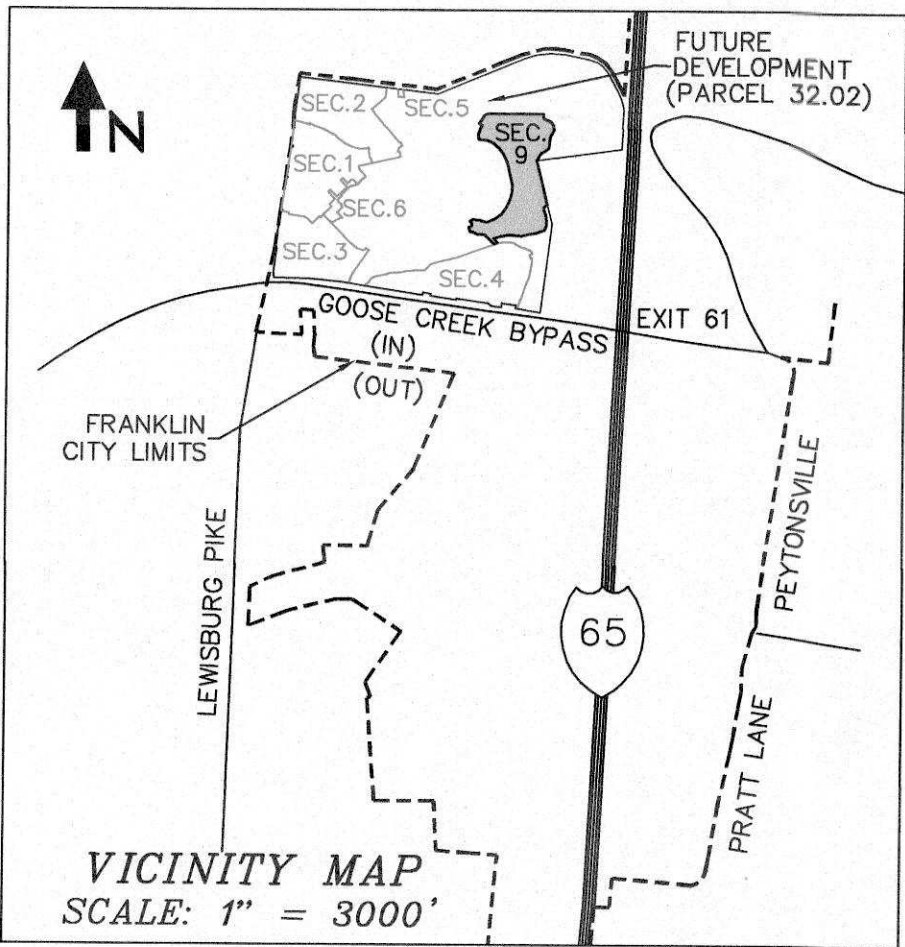 FUTURE
DEVELOPMENT
(PARCEL 32.02)
N
SEC.2
SEC.5
SEC.
9
SEC.1
SEC.6
SEC.3
SEC.4
GOOSE CREEK BYPASS
EXIT 61
(IN)
(OUT)
FRANKLIN
CITY LIMITS
LEWISBURG PIKE
PEYTONSVILLE
65
PRATT LANE
VICINITY MAP
SCALE: 1" = 3000'